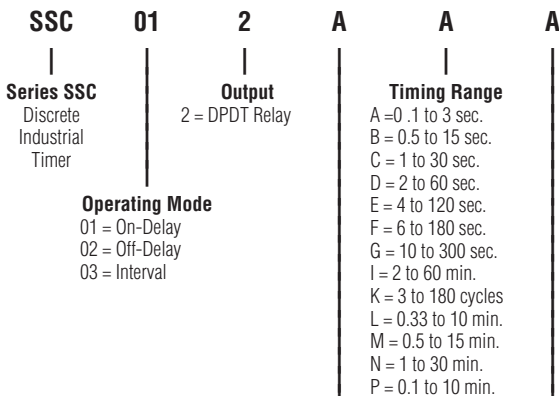 SSC 01 2 A A A
Series SSC
Discrete
Industrial
Timer
Output
2 = DPDT Relay
Operating Mode
01 = On-Delay
02 = Off-Delay
03 = Interval
Timing Range
A =0 .1 to 3 sec.
B = 0.5 to 15 sec.
C = 1 to 30 sec.
D = 2 to 60 sec.
E = 4 to 120 sec.
F = 6 to 180 sec.
G = 10 to 300 sec.
I = 2 to 60 min.
K = 3 to 180 cycles
L = 0.33 to 10 min.
M = 0.5 to 15 min.
N = 1 to 30 min.
P = 0.1 to 10 min.